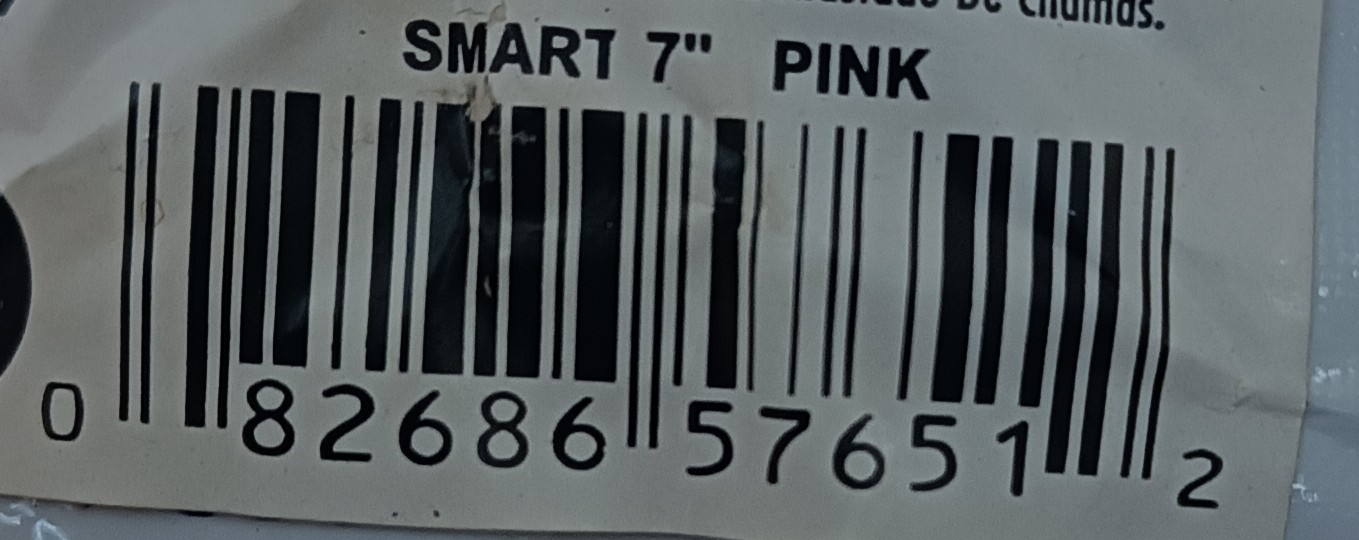 De Chamas.
SMART 7" PINK
0 82686 57651 2